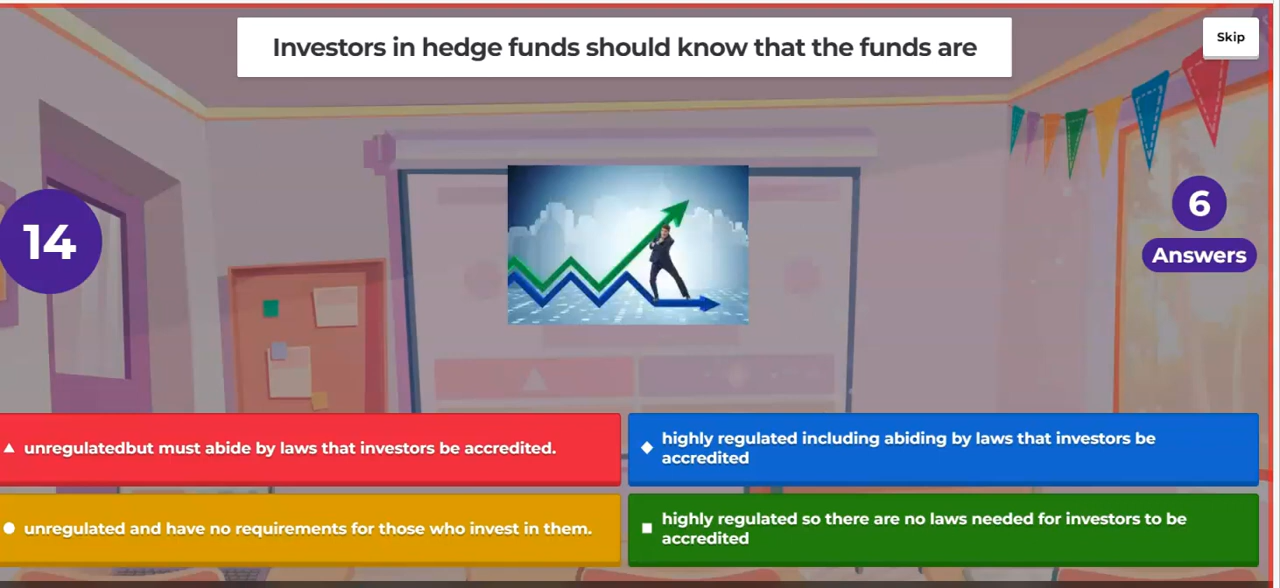 Investors in hedge funds should know that the funds are
Skip
14
6
Answers
unregulatedbut must abide by laws that investors be accredited.
highly regulated including abiding by laws that investors be
accredited
unregulated and have no requirements for those who invest in them.
highly regulated so there are no laws needed for investors to be
accredited